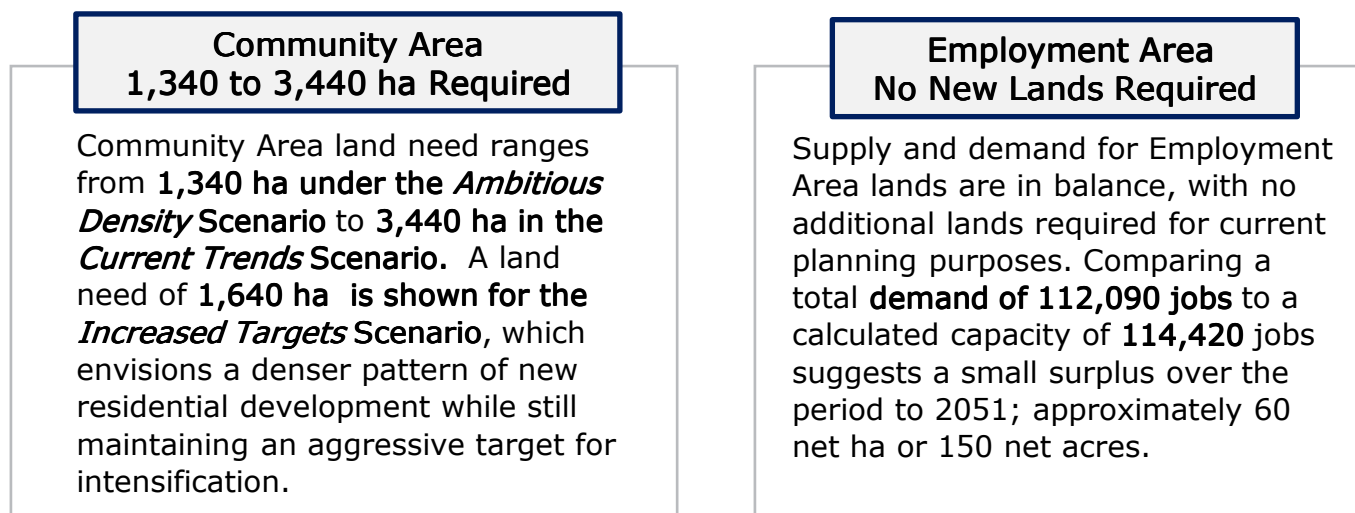 Community Area
1,340 to 3,440 ha Required
Community Area land need ranges
from 1,340 ha under the Ambitious
Density Scenario to 3,440 ha in the
Current Trends Scenario. A land
need of 1,640 ha is shown for the
Increased Targets Scenario, which
envisions a denser pattern of new
residential development while still
maintaining an aggressive target for
intensification.
Employment Area
No New Lands Required
Supply and demand for Employment
Area lands are in balance, with no
additional lands required for current
planning purposes. Comparing a
total demand of 112,090 jobs to a
calculated capacity of 114,420 jobs
suggests a small surplus over the
period to 2051; approximately 60
net ha or 150 net acres.